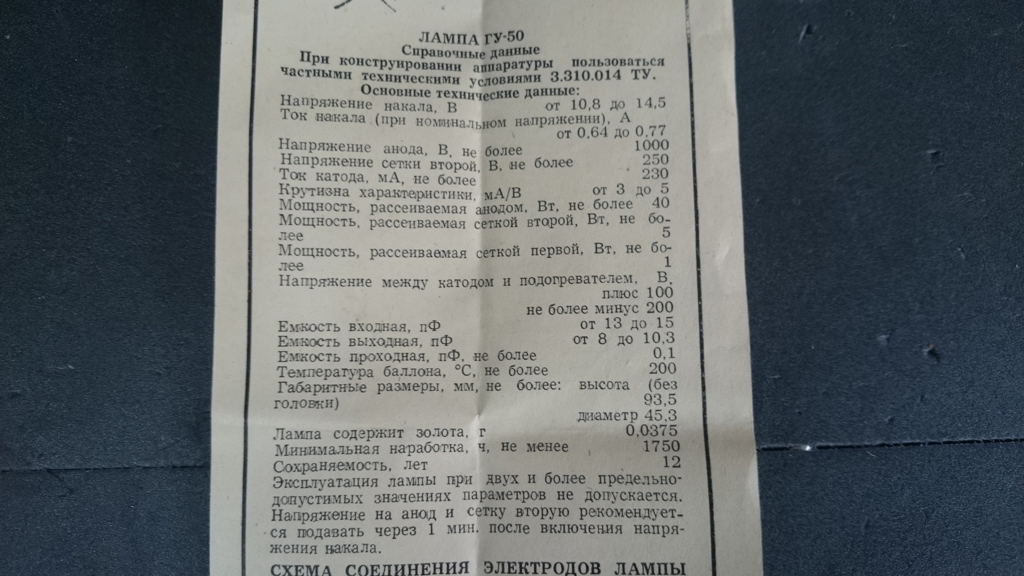 ЛАМПА ГУ-50
Справочные данные
При конструировании аппаратуры пользоваться
частными техническими условиями 3.310.014 ТУ.
Основные технические данные:
Напряжение накала, В от 10,8 до 14,5
Ток накала (при номинальном напряжении), А
от 0,64 до 0,77
Напряжение анода, В, не более 1000
Напряжение сетки второй, В, не более 250
Ток катода, мА, не более 230
Крутизна характеристики, мА/В от 3 до 5
Мощность, рассеиваемая анодом, Вт, не более 40
Мощность, рассеиваемая сеткой второй, Вт, не бо-
лее 5
Мощность, рассеиваемая сеткой первой, Вт, не бо-
лее 1
Напряжение между катодом и подогревателем, В,
плюс 100
не более минус 200
Емкость входная, пФ от 13 до 15
Емкость выходная, пФ от 8 до 10,3
Емкость проходная, пФ, не более 0,1
Температура баллона, °С, не более 200
Габаритные размеры, мм, не более: высота (без
головки) 93,5
диаметр 45,3
Лампа содержит золота, г 0,0375
Минимальная наработка, ч, не менее 1750
Сохраняемость, лет 12
Эксплуатация лампы при двух и более предельно-
допустимых значениях параметров не допускается.
Напряжение на анод и сетку вторую рекомендует-
ся подавать через 1 мин. после включения напря-
жения накала.
СХЕМА СОЕДИНЕНИЯ ЭЛЕКТРОДОВ ЛАМПЫ